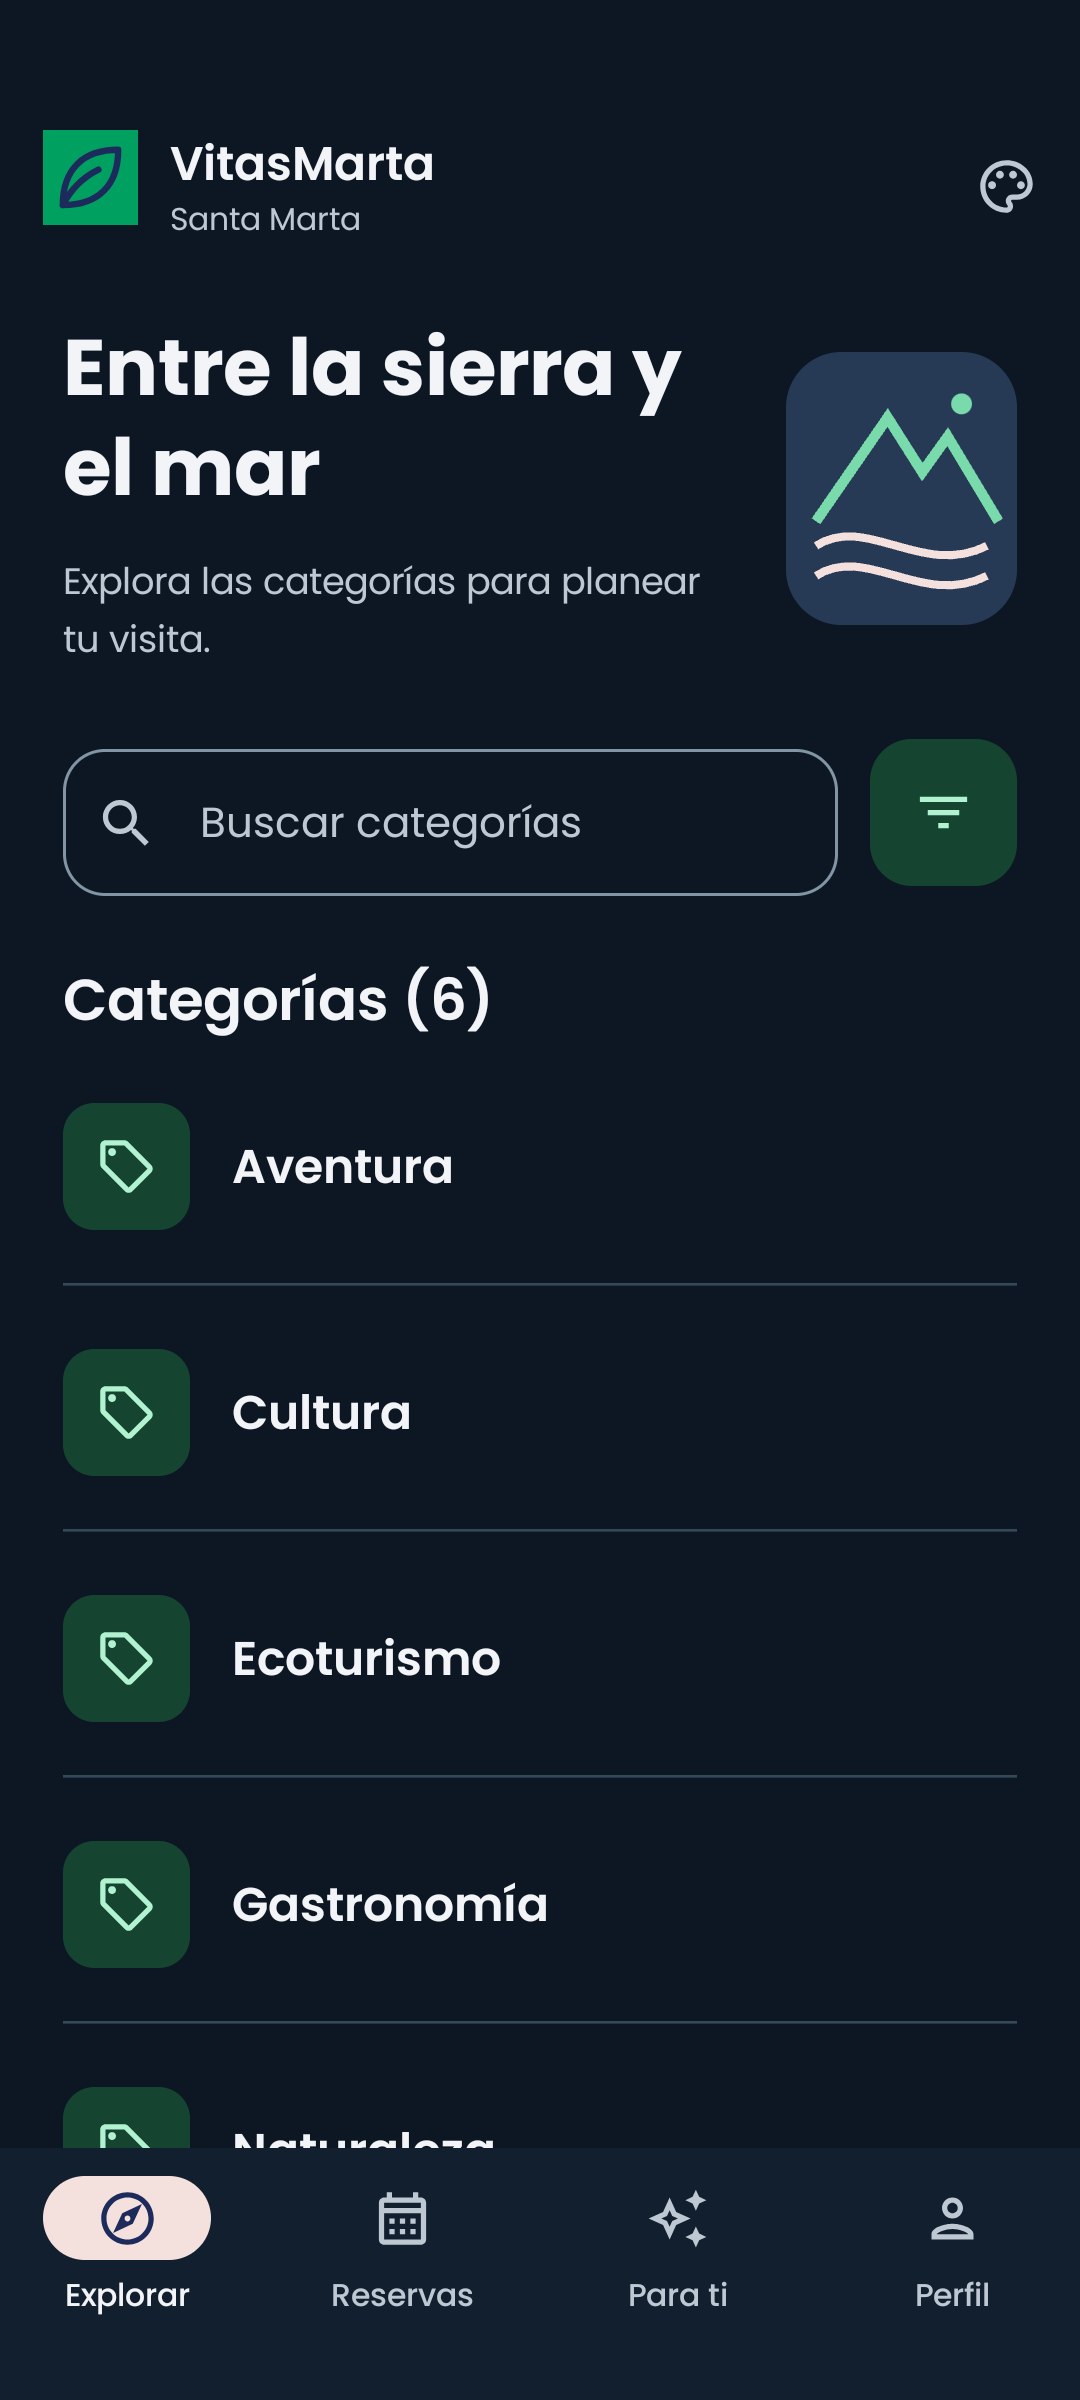 VitasMarta
Santa Marta
Entre la sierra y
el mar
Explora las categorías para planear
tu visita.
Buscar categorías
Categorías (6)
Aventura
Cultura
Ecoturismo
Gastronomía
Naturaleza
Explorar
Reservas
Para ti
Perfil